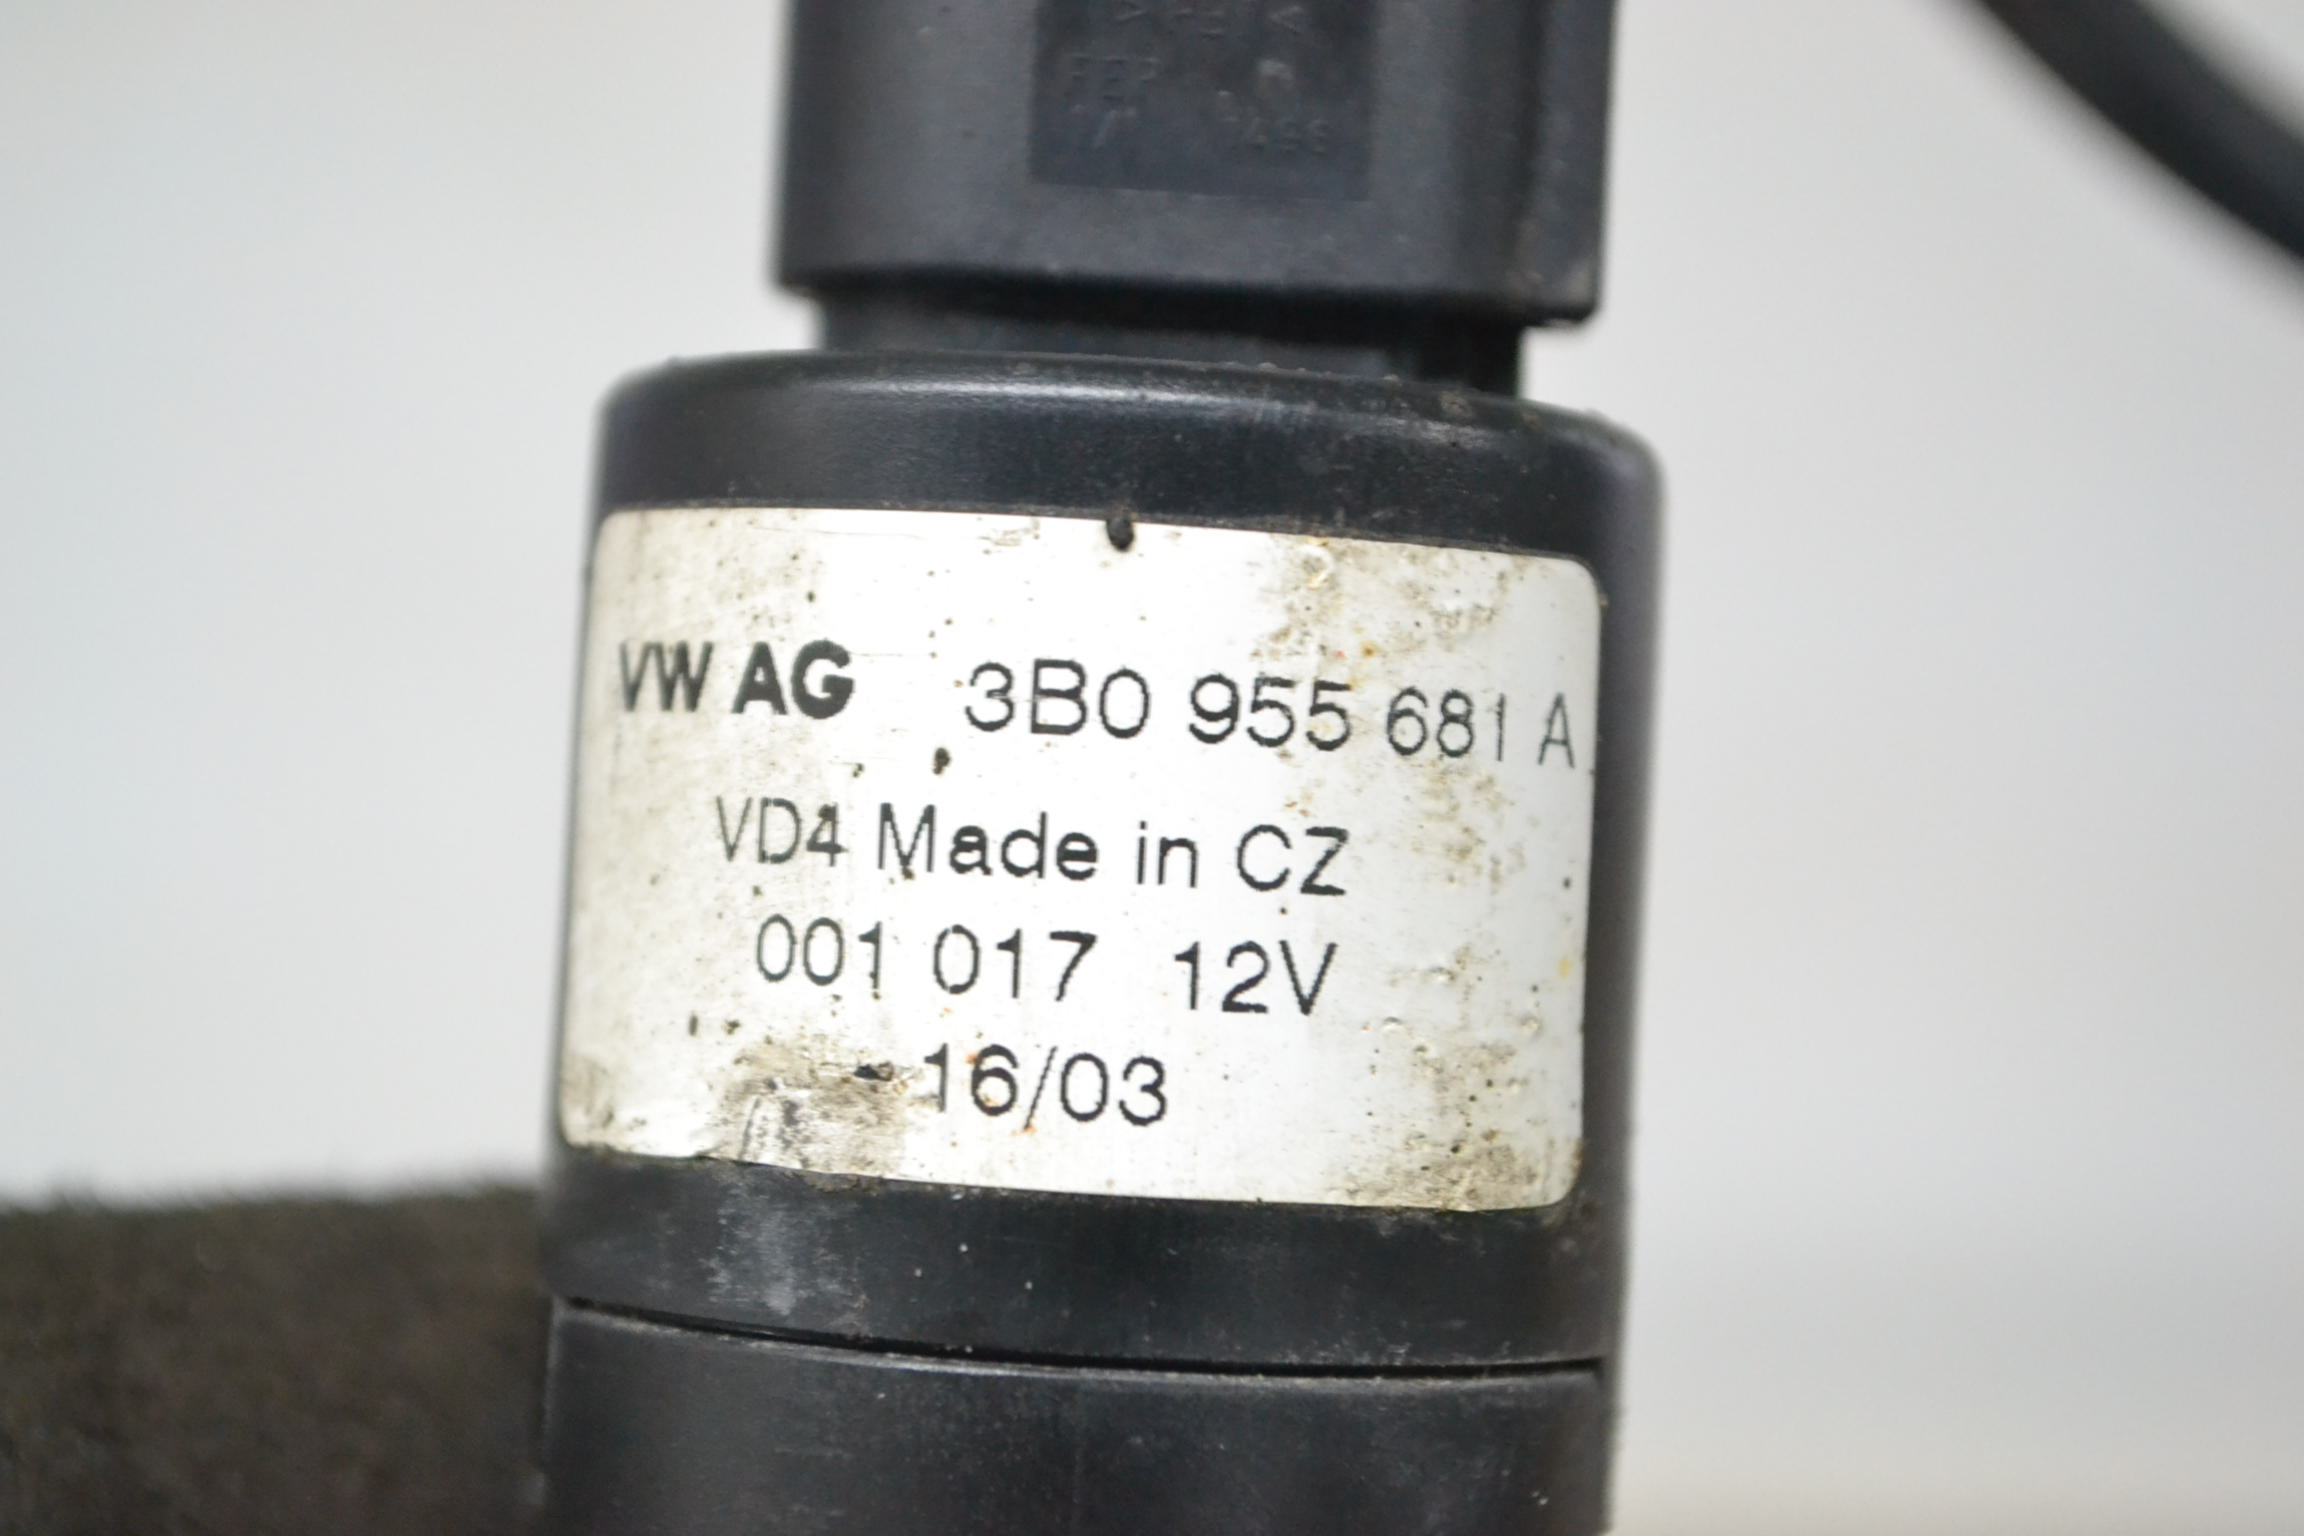 VW AG 3B0 955 681 A
VD4 Made in CZ
001 017 12V
16/03